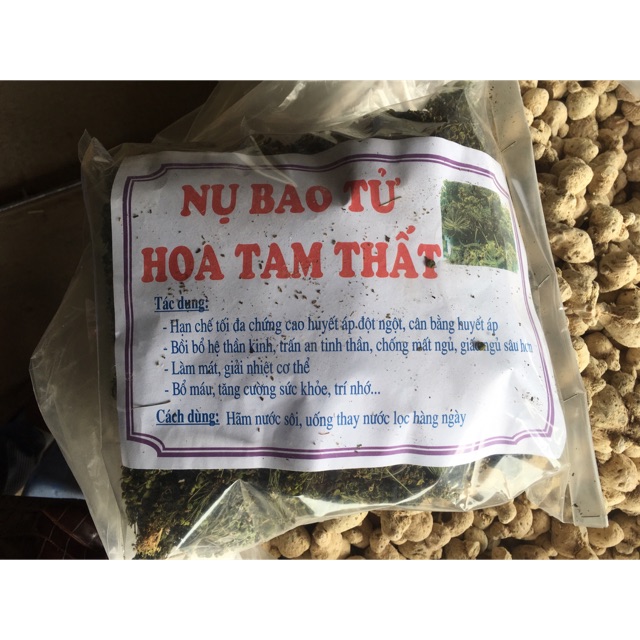 NỤ BAO TỬ
HOA TAM THẤT
Tác dụng:
- Hạn chế tối đa chứng cao huyết áp đột ngột, cân bằng huyết áp
- Bồi bổ hệ thần kinh, trấn an tinh thần, chống mất ngủ, giấc ngủ sâu hơn
- Làm mát, giải nhiệt cơ thể
- Bổ máu, tăng cường sức khỏe, trí nhớ...
Cách dùng: Hãm nước sôi, uống thay nước lọc hàng ngày